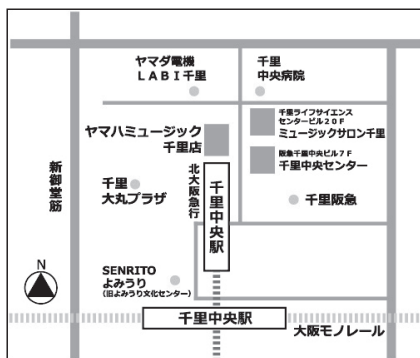 ヤマダ電機
LABI千里
千里
中央病院
千里ライフサイエンス
センタービル20F
ミュージックサロン千里
ヤマハミュージック
千里店
阪急千里中央ビル7F
千里中央センター
新御堂筋
千里
大丸プラザ
北大阪急行
千里中央駅
千里阪急
N
SENRITO
よみうり
(旧よみうり文化センター)
千里中央駅
大阪モノレール